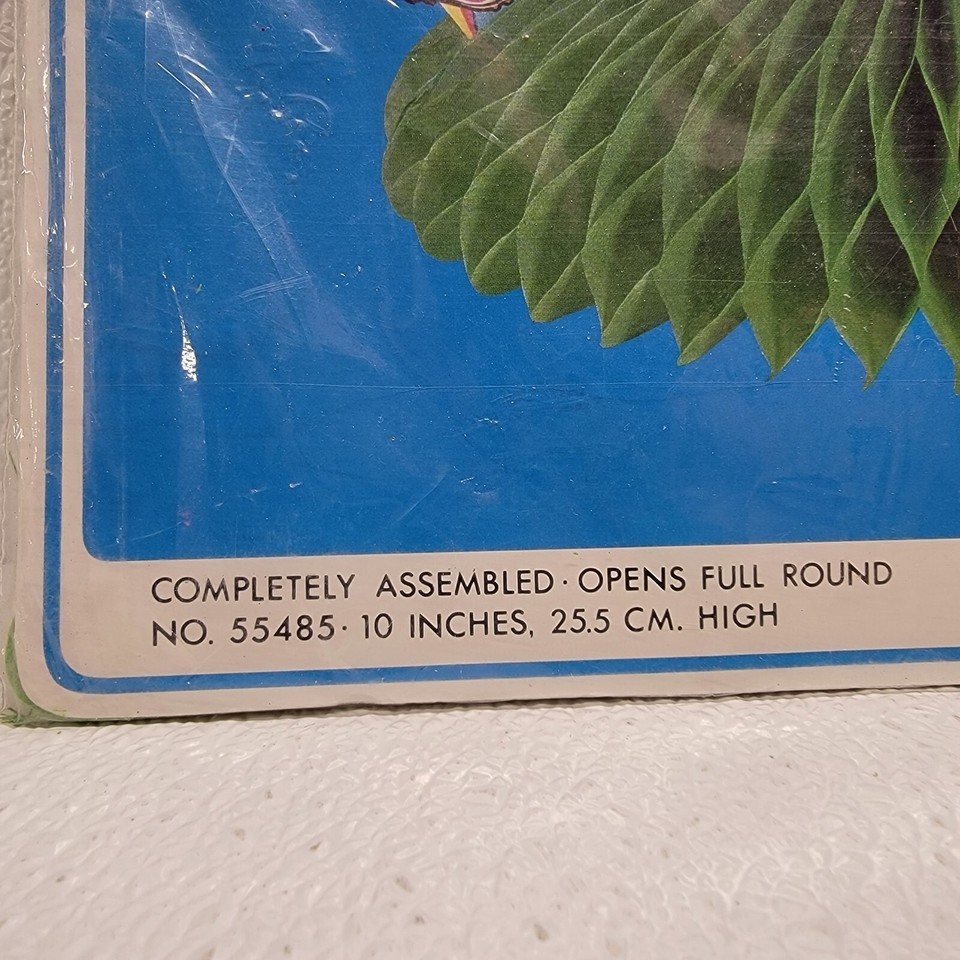 COMPLETELY ASSEMBLED · OPENS FULL ROUND
NO. 55485 · 10 INCHES, 25.5 CM. HIGH